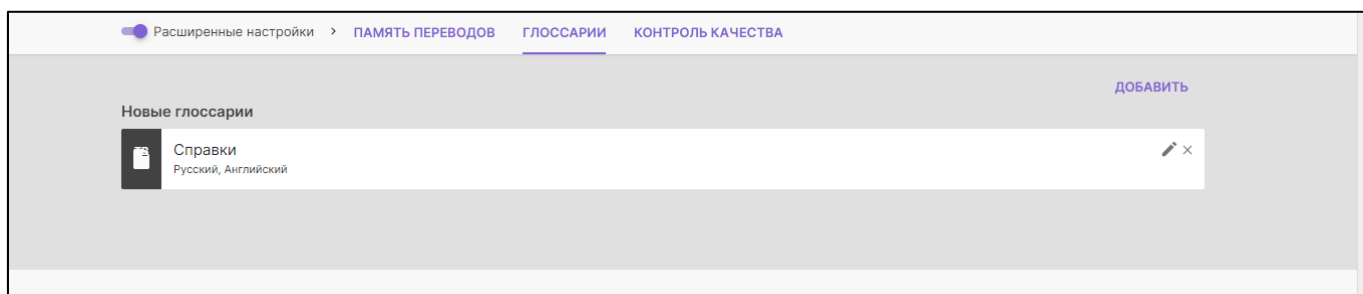 Расширенные настройки > ПАМЯТЬ ПЕРЕВОДОВ ГЛОССАРИИ КОНТРОЛЬ КАЧЕСТВА
ДОБАВИТЬ
Новые глоссарии
Справки
Русский, Английский